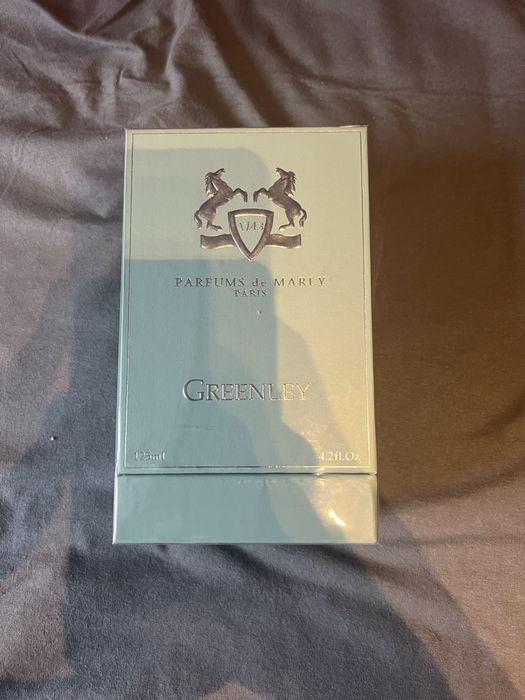 1743
PARFUMS de MARLY
PARIS
GREENLEY
125ml 4.2fl.Oz